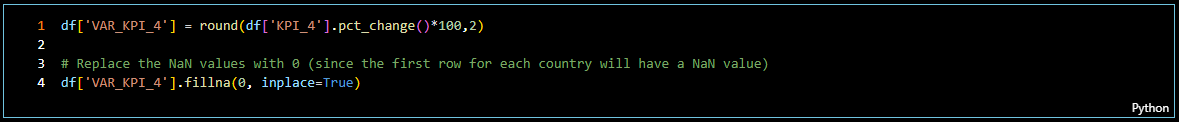 1 df['VAR_KPI_4'] = round(df['KPI_4'].pct_change()*100,2)
2
3 # Replace the NaN values with 0 (since the first row for each country will have a NaN value)
4 df['VAR_KPI_4'].fillna(0, inplace=True)
Python